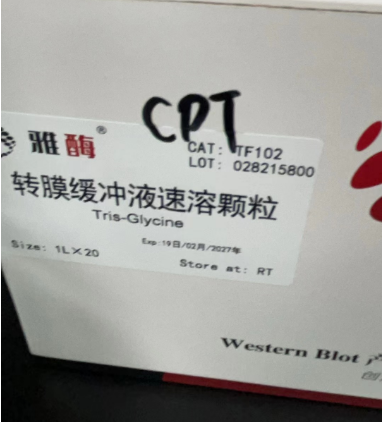 CPT
雅酶®
CAT: TF102
LOT: 028215800
转膜缓冲液速溶颗粒
Tris-Glycine
Exp:19日/02月/2027年
Size: 1L×20
Store at: RT
Western Blot